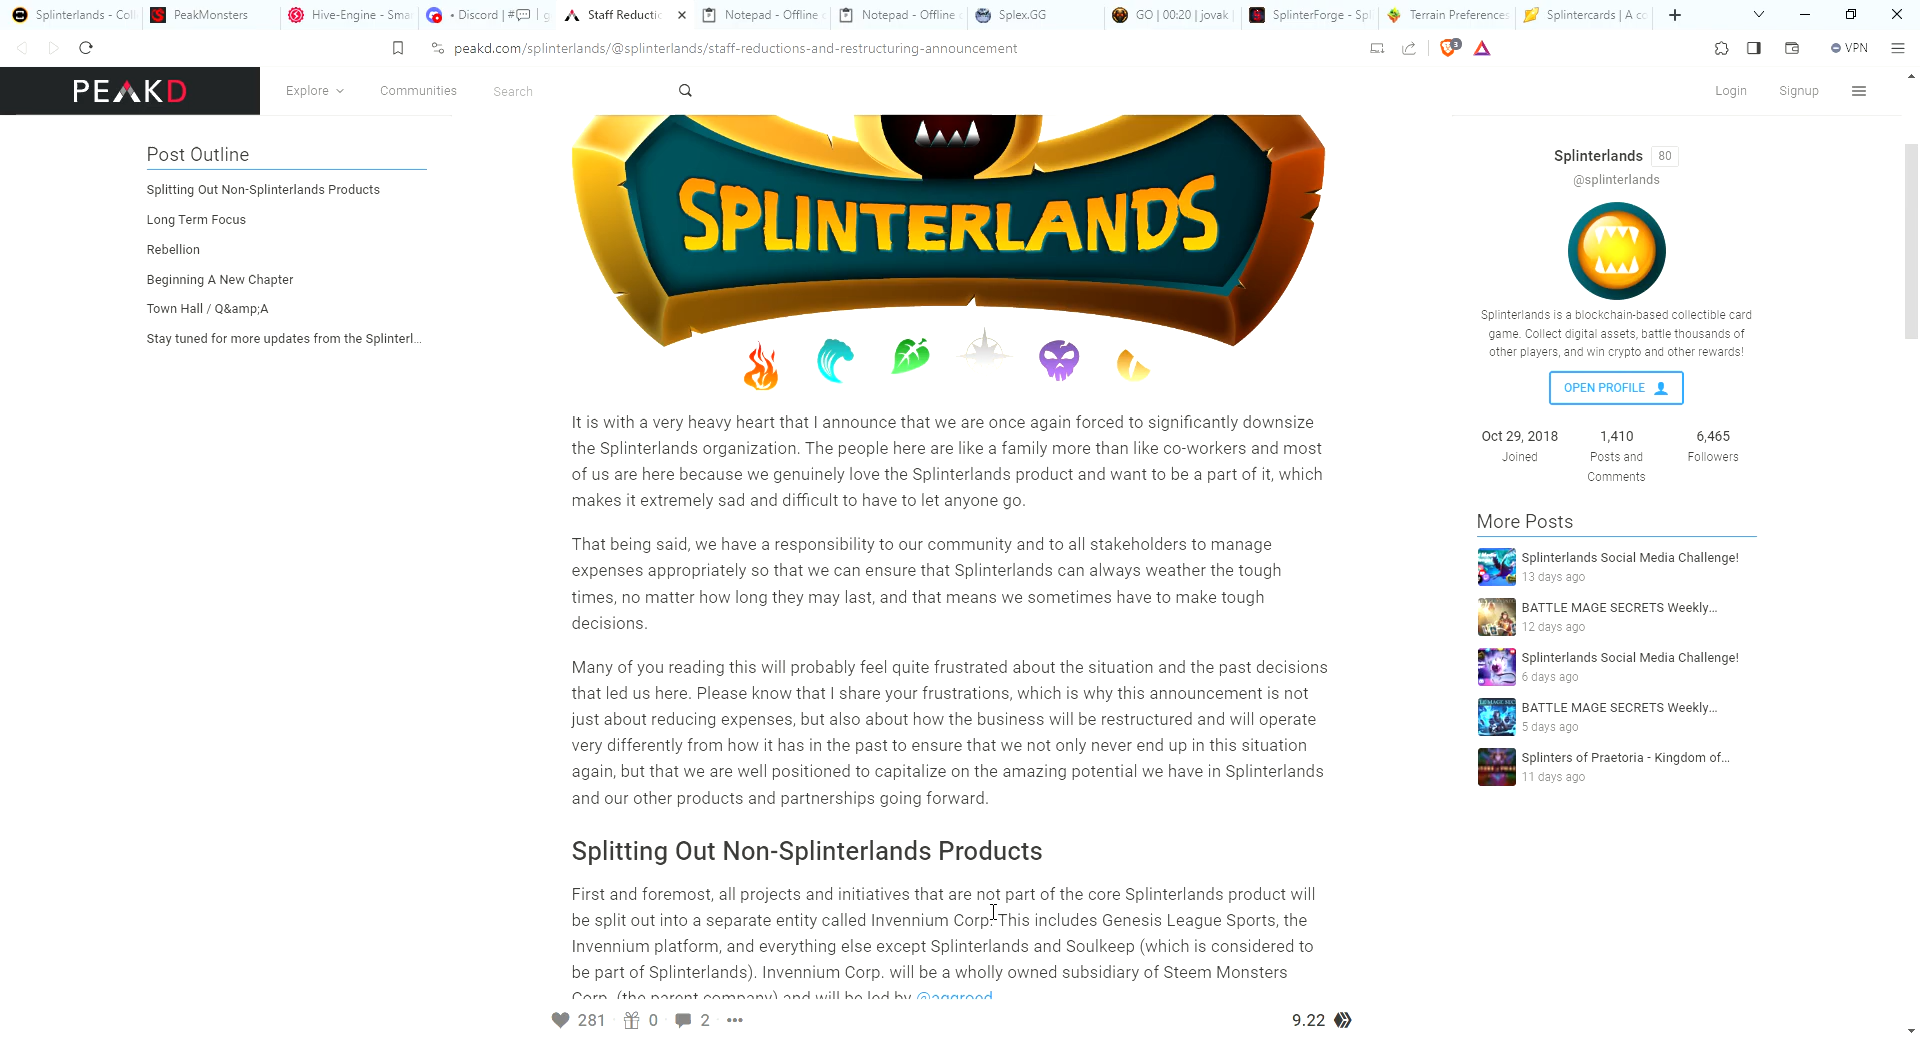 Splinterlands - Coll
PeakMonsters
Hive-Engine - Sma
• Discord | #
Staff Reducti
Notepad - Offline
Notepad - Offline
Splex.GG
GO | 00:20 | jovak
SplinterForge - Spl
Terrain Preferences
Splintercards | A co
peakd.com/splinterlands/@splinterlands/staff-reductions-and-restructuring-announcement
3
VPN
PEAKD
Explore
Communities
Search
Login
Signup
Post Outline
Splitting Out Non-Splinterlands Products
Long Term Focus
Rebellion
Beginning A New Chapter
Town Hall / Q&amp;A
Stay tuned for more updates from the Splinterl...
SPLINTERLANDS
It is with a very heavy heart that I announce that we are once again forced to significantly downsize
the Splinterlands organization. The people here are like a family more than like co-workers and most
of us are here because we genuinely love the Splinterlands product and want to be a part of it, which
makes it extremely sad and difficult to have to let anyone go.
That being said, we have a responsibility to our community and to all stakeholders to manage
expenses appropriately so that we can ensure that Splinterlands can always weather the tough
times, no matter how long they may last, and that means we sometimes have to make tough
decisions.
Many of you reading this will probably feel quite frustrated about the situation and the past decisions
that led us here. Please know that I share your frustrations, which is why this announcement is not
just about reducing expenses, but also about how the business will be restructured and will operate
very differently from how it has in the past to ensure that we not only never end up in this situation
again, but that we are well positioned to capitalize on the amazing potential we have in Splinterlands
and our other products and partnerships going forward.
Splitting Out Non-Splinterlands Products
First and foremost, all projects and initiatives that are not part of the core Splinterlands product will
be split out into a separate entity called Invennium Corp. This includes Genesis League Sports, the
Invennium platform, and everything else except Splinterlands and Soulkeep (which is considered to
be part of Splinterlands). Invennium Corp. will be a wholly owned subsidiary of Steem Monsters
Corp. (the parent company) and will be led by @aggroed
281
0
2
9.22
Splinterlands 80
@splinterlands
Splinterlands is a blockchain-based collectible card
game. Collect digital assets, battle thousands of
other players, and win crypto and other rewards!
OPEN PROFILE
Oct 29, 2018
Joined
1,410
Posts and
Comments
6,465
Followers
More Posts
Splinterlands Social Media Challenge!
13 days ago
BATTLE MAGE SECRETS Weekly...
12 days ago
Splinterlands Social Media Challenge!
6 days ago
BATTLE MAGE SECRETS Weekly...
5 days ago
Splinters of Praetoria - Kingdom of...
11 days ago